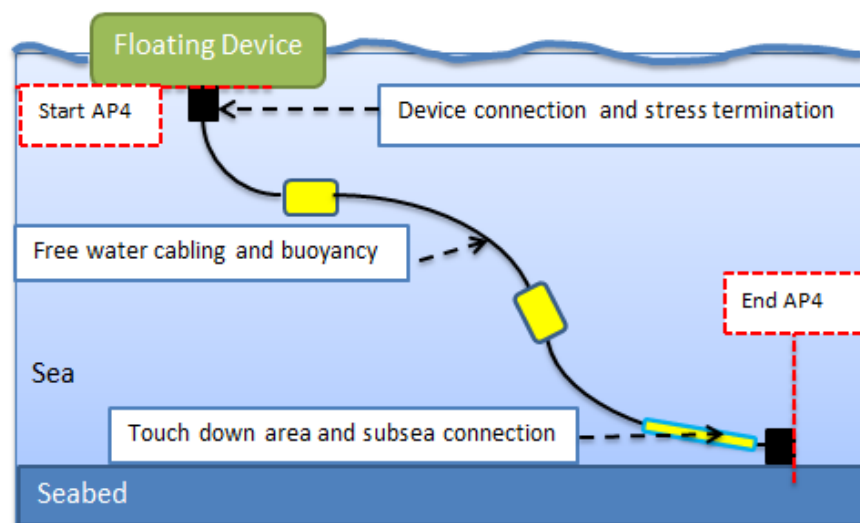 Floating Device
Start AP4
Device connection and stress termination
Free water cabling and buoyancy
End AP4
Sea
Touch down area and subsea connection
Seabed